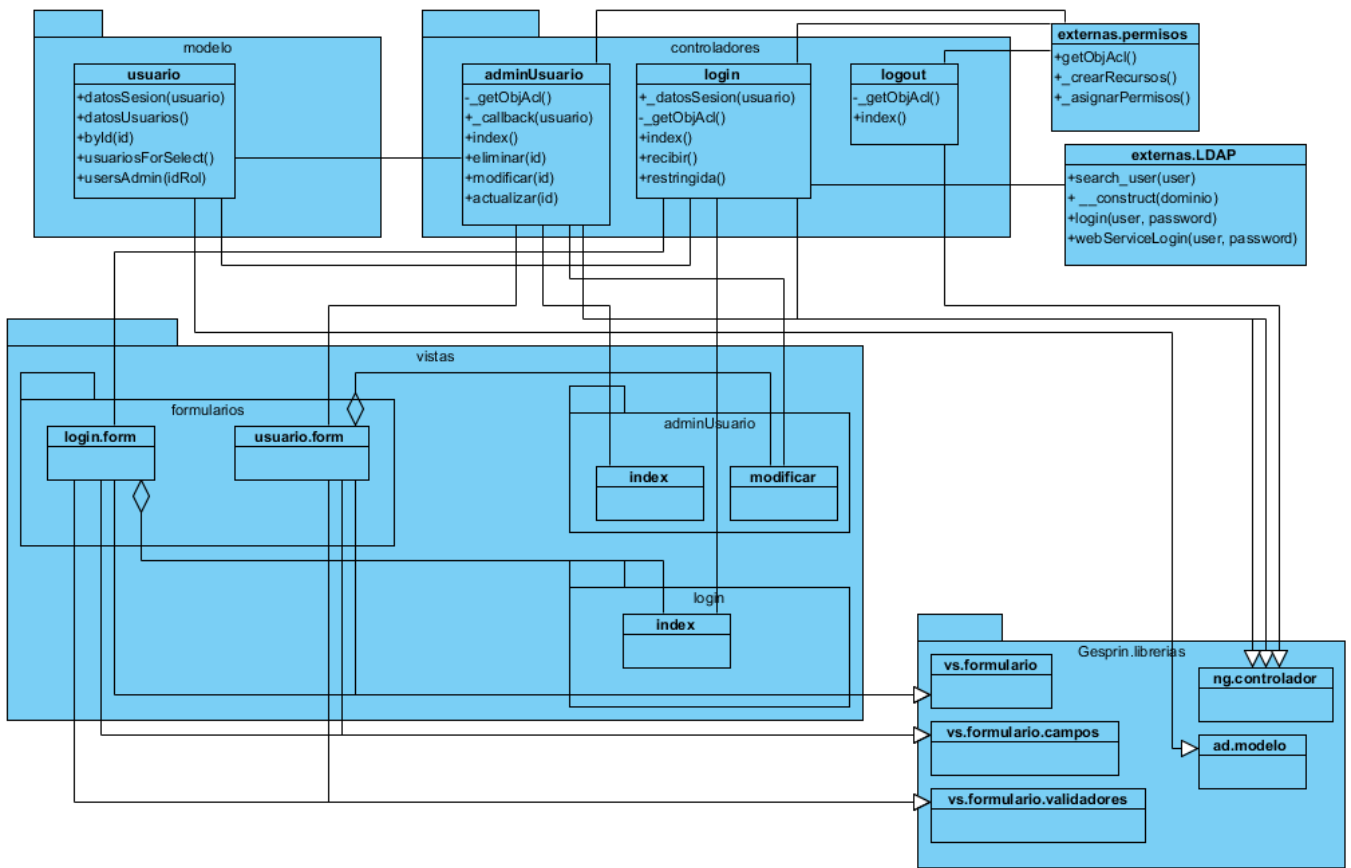 modelo
usuario
+datosSesion(usuario)
+datosUsuarios()
+byId(id)
+usuariosForSelect()
+usersAdmin(idRol)
controladores
adminUsuario
-_getObjAcl()
+_callback(usuario)
+index()
+eliminar(id)
+modificar(id)
+actualizar(id)
login
+_datosSesion(usuario)
-_getObjAcl()
+index()
+recibir()
+restringida()
logout
-_getObjAcl()
+index()
externas.permisos
+getObjAcl()
+_crearRecursos()
+_asignarPermisos()
externas.LDAP
+search_user(user)
+ __construct(dominio)
+login(user, password)
+webServiceLogin(user, password)
vistas
formularios
login.form
usuario.form
adminUsuario
index
modificar
login
index
Gesprin.librerias
vs.formulario
vs.formulario.campos
vs.formulario.validadores
ng.controlador
ad.modelo